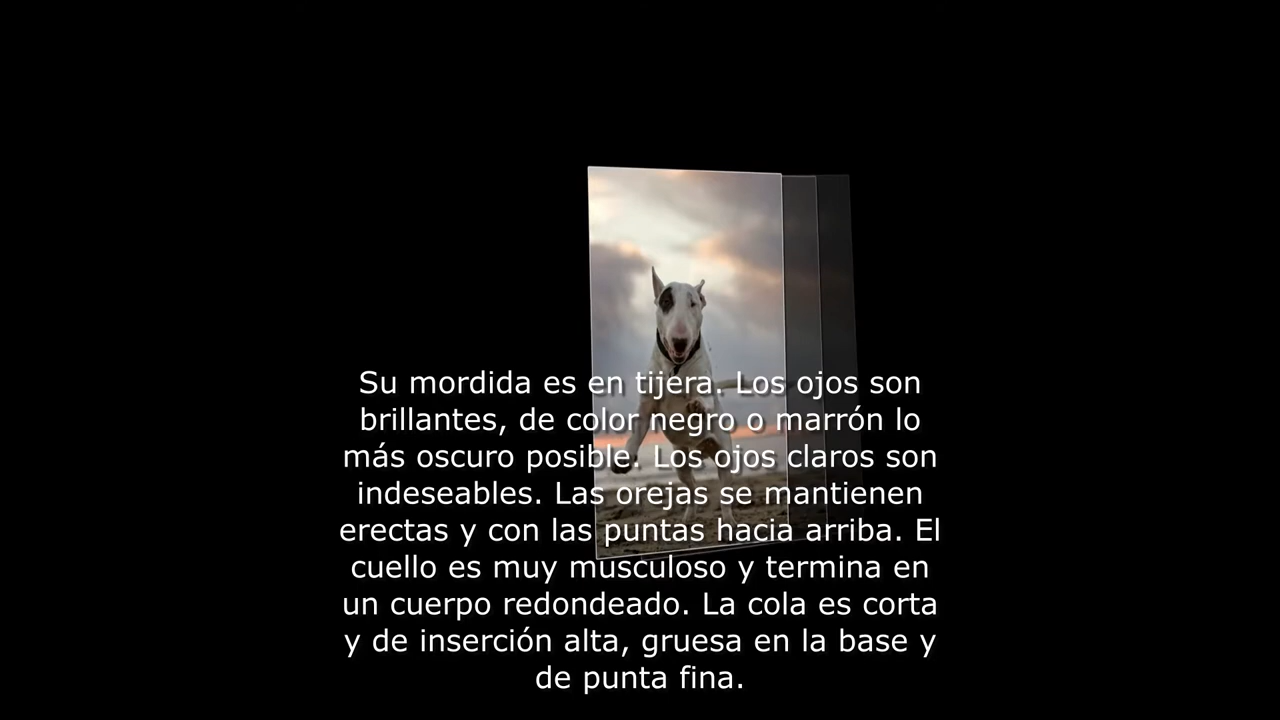 Su mordida es en tijera. Los ojos son
brillantes, de color negro o marrón lo
más oscuro posible. Los ojos claros son
indeseables. Las orejas se mantienen
erectas y con las puntas hacia arriba. El
cuello es muy musculoso y termina en
un cuerpo redondeado. La cola es corta
y de inserción alta, gruesa en la base y
de punta fina.